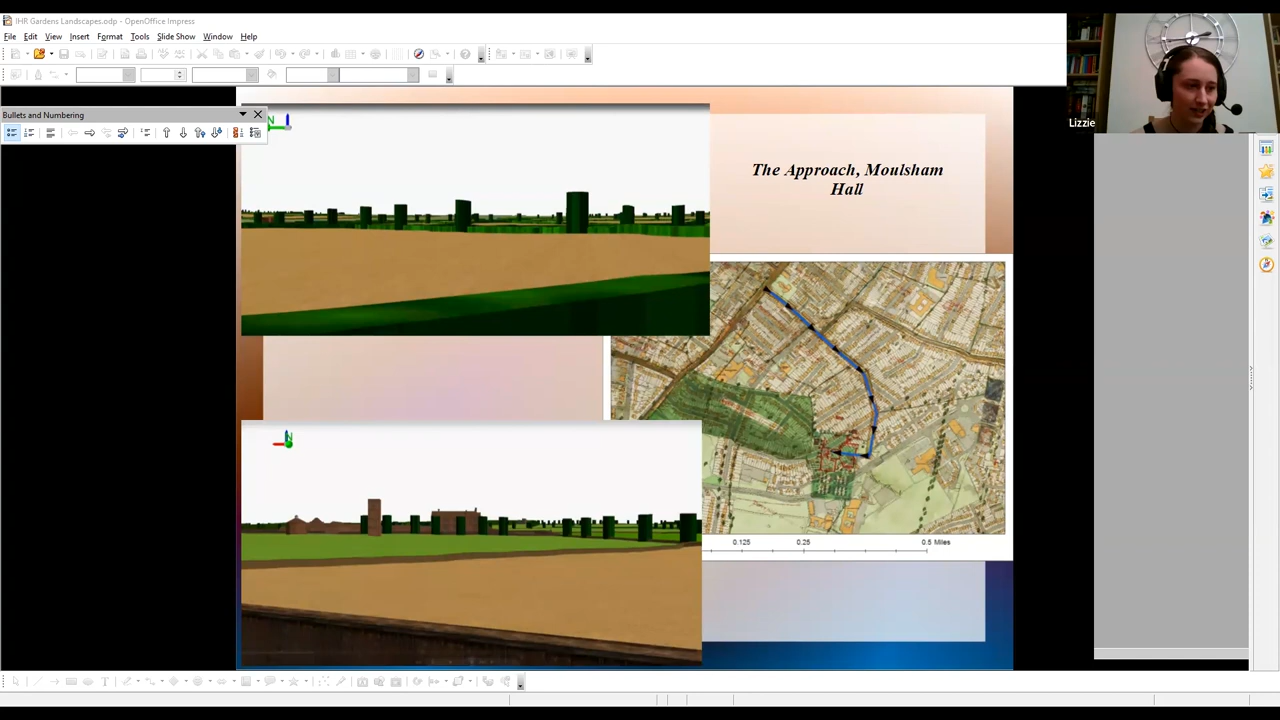 IHR Gardens Landscapes.odp - OpenOffice Impress
File Edit View Insert Format Tools Slide Show Window Help
Bullets and Numbering
N
The Approach, Moulsham
Hall
Lizzie
N
0.125 0.25 0.5 Miles